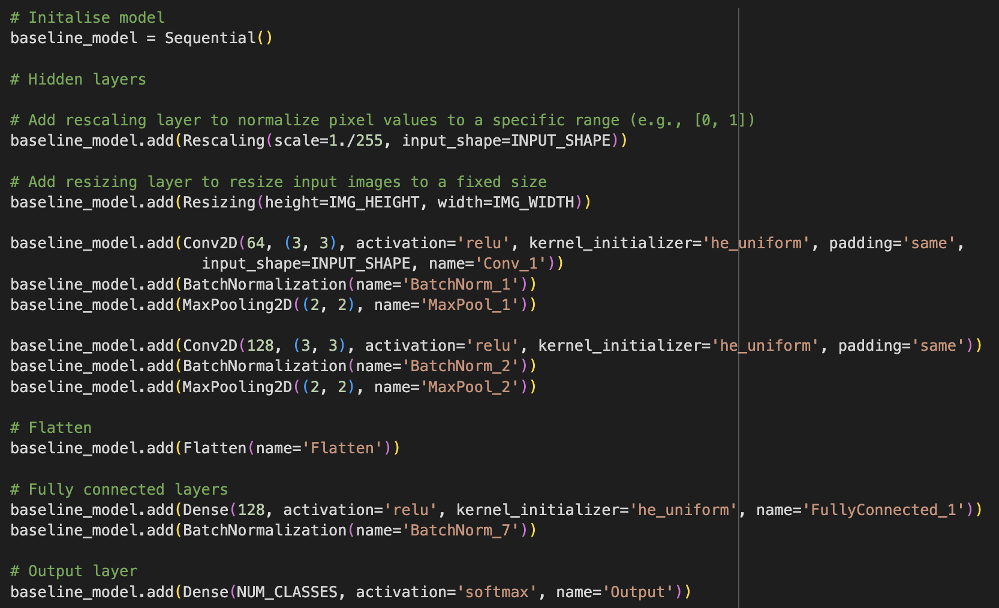 # Initalise model
baseline_model = Sequential()
# Hidden layers
# Add rescaling layer to normalize pixel values to a specific range (e.g., [0, 1])
baseline_model.add(Rescaling(scale=1./255, input_shape=INPUT_SHAPE))
# Add resizing layer to resize input images to a fixed size
baseline_model.add(Resizing(height=IMG_HEIGHT, width=IMG_WIDTH))
baseline_model.add(Conv2D(64, (3, 3), activation='relu', kernel_initializer='he_uniform', padding='same',
input_shape=INPUT_SHAPE, name='Conv_1'))
baseline_model.add(BatchNormalization(name='BatchNorm_1'))
baseline_model.add(MaxPooling2D((2, 2), name='MaxPool_1'))
baseline_model.add(Conv2D(128, (3, 3), activation='relu', kernel_initializer='he_uniform', padding='same'))
baseline_model.add(BatchNormalization(name='BatchNorm_2'))
baseline_model.add(MaxPooling2D((2, 2), name='MaxPool_2'))
# Flatten
baseline_model.add(Flatten(name='Flatten'))
# Fully connected layers
baseline_model.add(Dense(128, activation='relu', kernel_initializer='he_uniform', name='FullyConnected_1'))
baseline_model.add(BatchNormalization(name='BatchNorm_7'))
# Output layer
baseline_model.add(Dense(NUM_CLASSES, activation='softmax', name='Output'))